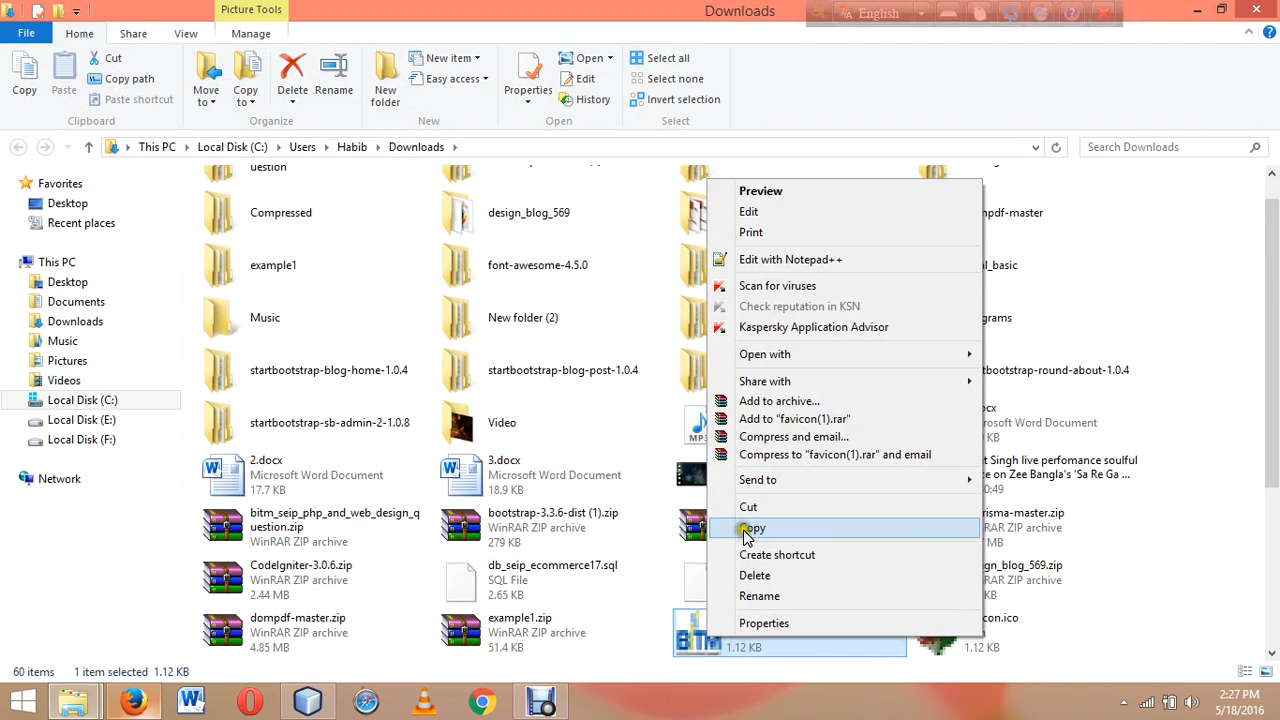 Picture Tools
Downloads
English
File
Home
Share
View
Manage
Copy
Paste
Cut
Copy path
Paste shortcut
Clipboard
Move to
Copy to
Delete
Rename
Organize
New folder
New item
Easy access
New
Properties
Open
Edit
History
Open
Select all
Select none
Invert selection
Select
This PC
Local Disk (C:)
Users
Habib
Downloads
Search Downloads
Favorites
Desktop
Recent places
This PC
Desktop
Documents
Downloads
Music
Pictures
Videos
Local Disk (C:)
Local Disk (E:)
Local Disk (F:)
Network
uestion
Compressed
design_blog_569
mpdf-master
example1
font-awesome-4.5.0
al_basic
Music
New folder (2)
grams
startbootstrap-blog-home-1.0.4
startbootstrap-blog-post-1.0.4
startbootstrap-round-about-1.0.4
startbootstrap-sb-admin-2-1.0.8
Video
MP3
ocx
soft Word Document
KB
2.docx
Microsoft Word Document
17.7 KB
3.docx
Microsoft Word Document
18.9 KB
Singh live perfomance soulful
on Zee Bangla's 'Sa Re Ga ...
:49
bitm_seip_php_and_web_design_q
uestion.zip
WinRAR ZIP archive
bootstrap-3.3.6-dist (1).zip
WinRAR ZIP archive
279 KB
risma-master.zip
AR ZIP archive
MB
CodeIgniter-3.0.6.zip
WinRAR ZIP archive
2.44 MB
db_seip_ecommerce17.sql
SQL File
2.65 KB
n_blog_569.zip
AR ZIP archive
KB
dompdf-master.zip
WinRAR ZIP archive
4.85 MB
example1.zip
WinRAR ZIP archive
51.4 KB
BITM
1.12 KB
con.ico
1.12 KB
Preview
Edit
Print
Edit with Notepad++
Scan for viruses
Check reputation in KSN
Kaspersky Application Advisor
Open with
Share with
Add to archive...
Add to "favicon(1).rar"
Compress and email...
Compress to "favicon(1).rar" and email
Send to
Cut
Copy
Create shortcut
Delete
Rename
Properties
60 items
1 item selected 1.12 KB
2:27 PM
5/18/2016